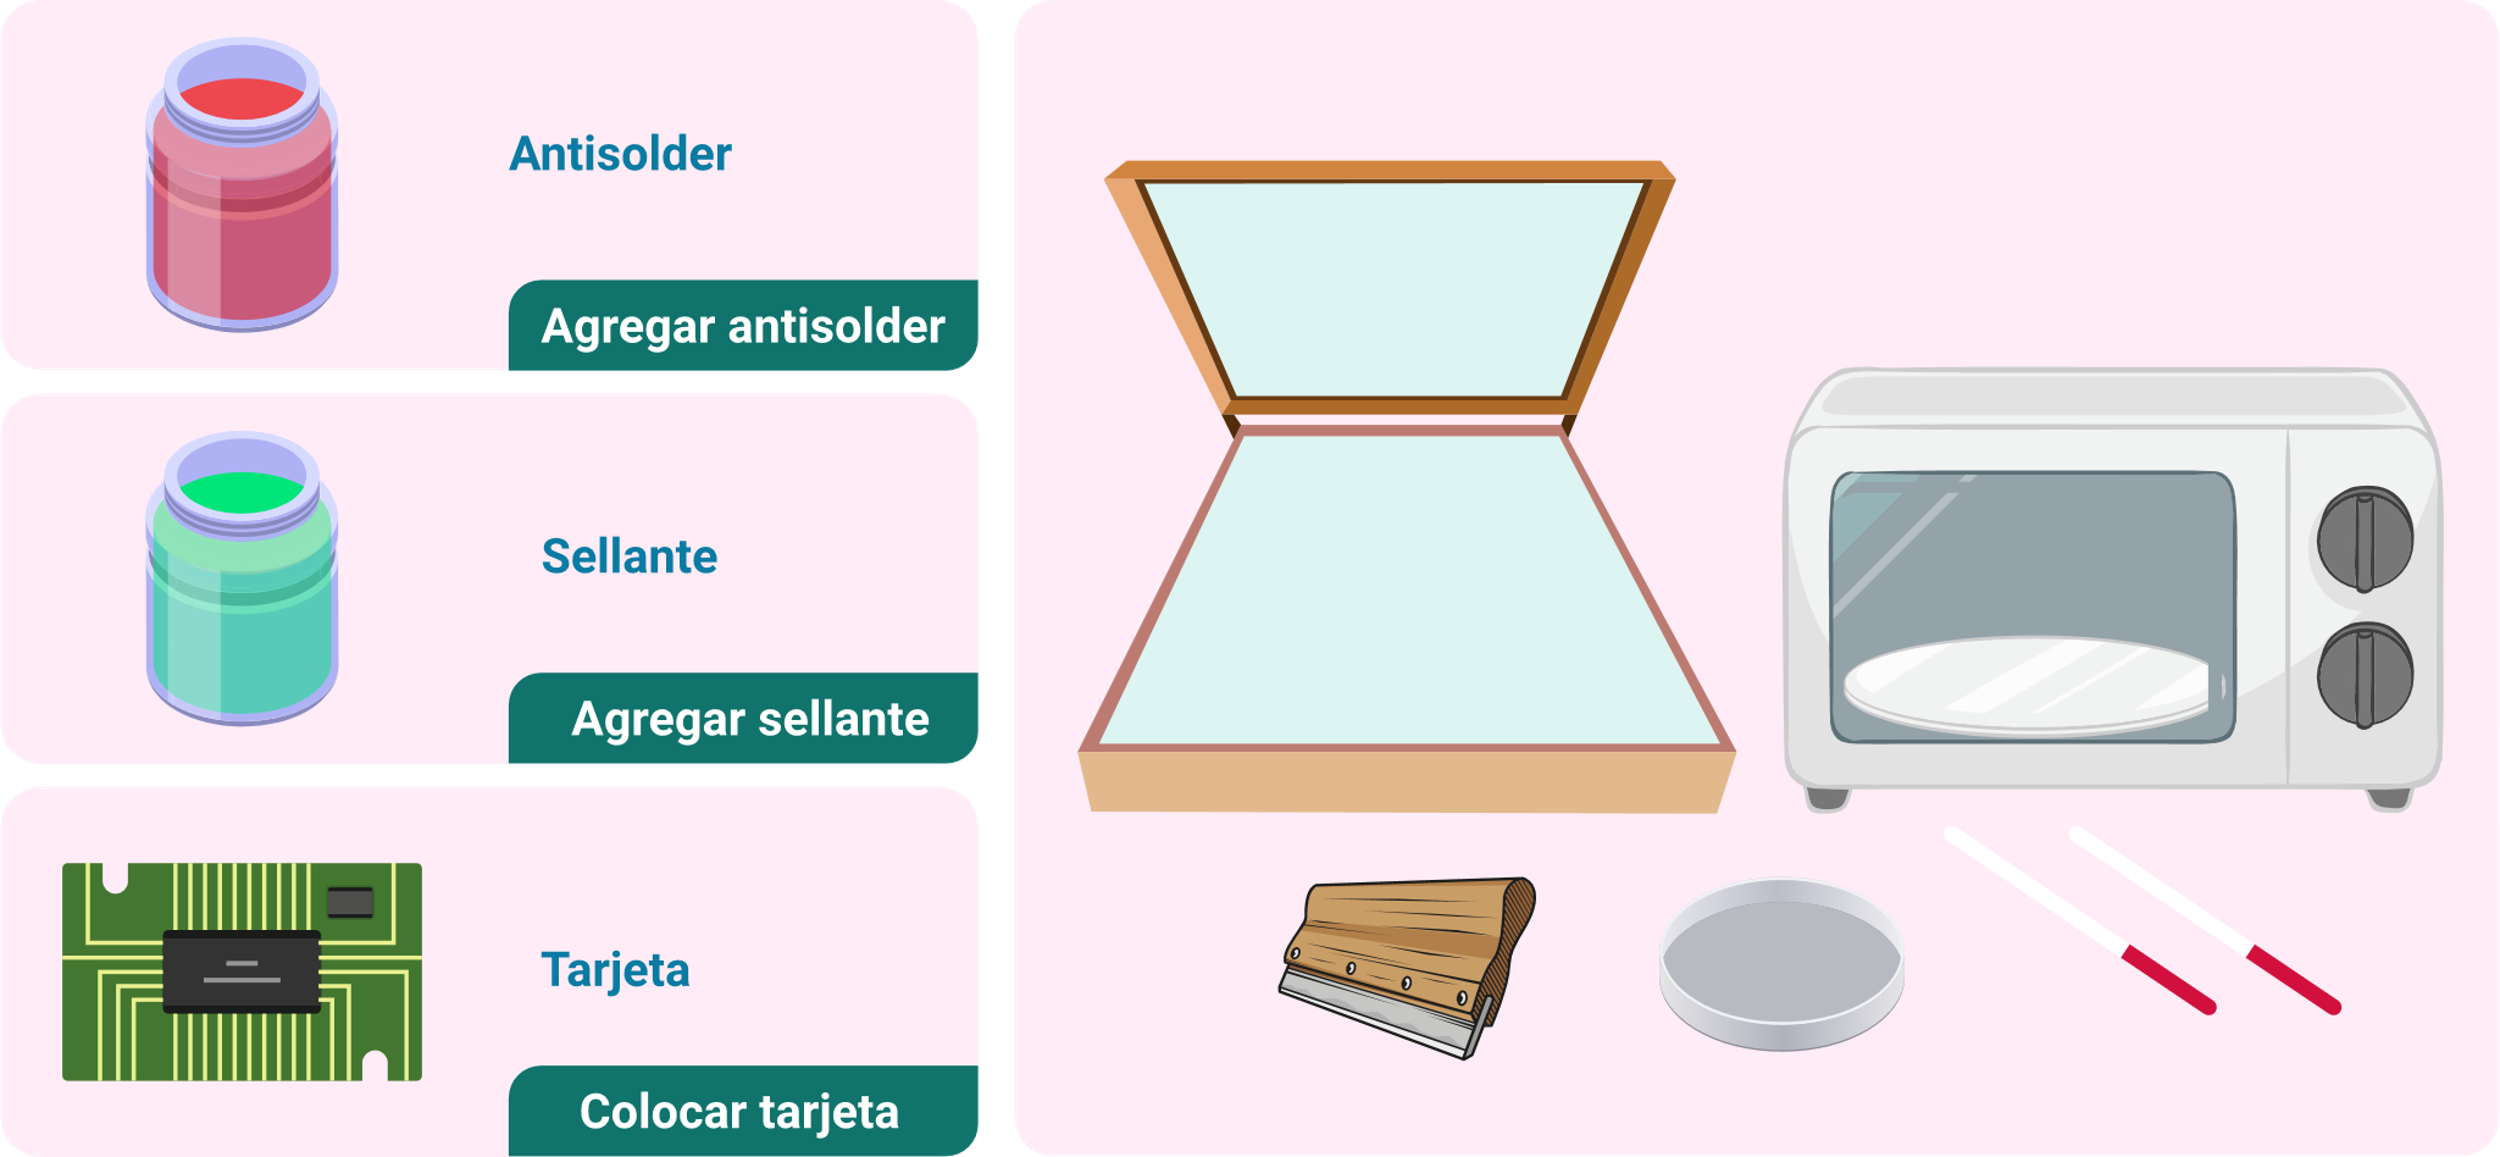 Antisolder
Agregar antisolder
Sellante
Agregar sellante
Tarjeta
Colocar tarjeta